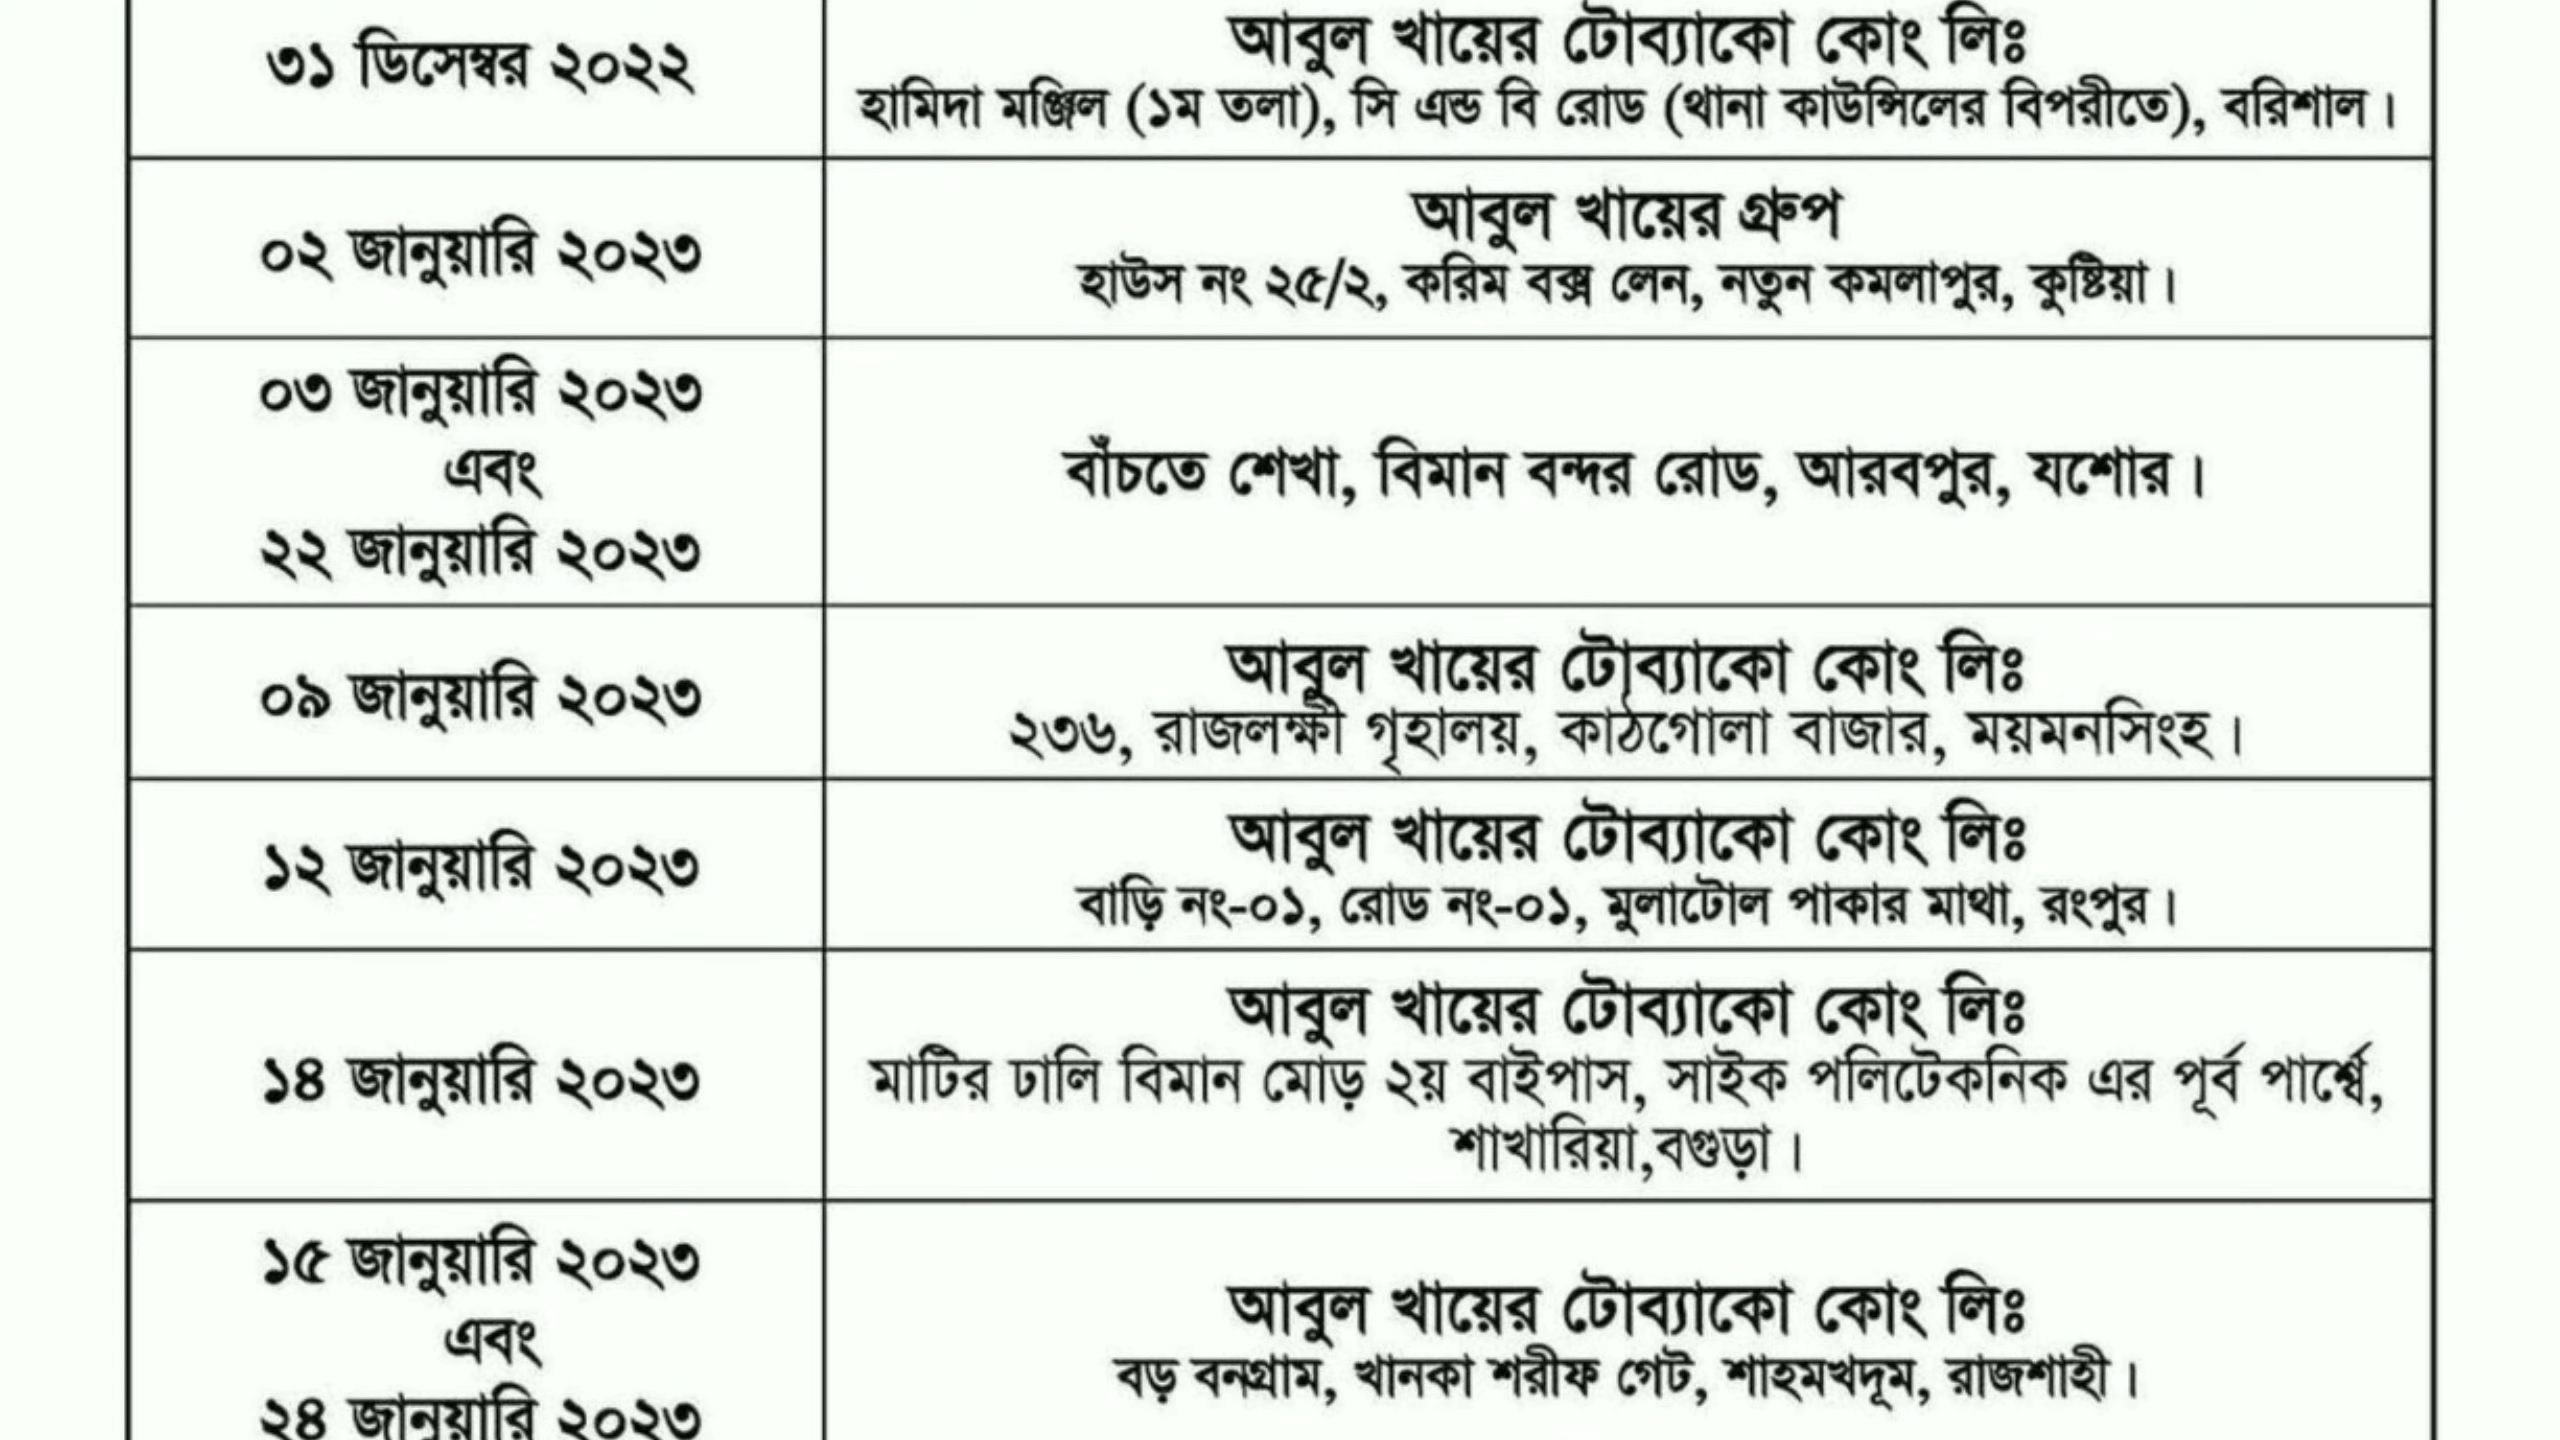 ৩১ ডিসেম্বর ২০২২
আবুল খায়ের টোব্যাকো কোং লিঃ
হামিদা মঞ্জিল (১ম তলা), সি এন্ড বি রোড (থানা কাউন্সিলের বিপরীতে), বরিশাল।
০২ জানুয়ারি ২০২৩
আবুল খায়ের গ্রুপ
হাউস নং ২৫/২, করিম বক্স লেন, নতুন কমলাপুর, কুষ্টিয়া।
০৩ জানুয়ারি ২০২৩
এবং
২২ জানুয়ারি ২০২৩
বাঁচতে শেখা, বিমান বন্দর রোড, আরবপুর, যশোর।
০৯ জানুয়ারি ২০২৩
আবুল খায়ের টোব্যাকো কোং লিঃ
২৩৬, রাজলক্ষী গৃহালয়, কাঠগোলা বাজার, ময়মনসিংহ।
১২ জানুয়ারি ২০২৩
আবুল খায়ের টোব্যাকো কোং লিঃ
বাড়ি নং-০১, রোড নং-০১, মুলাটোল পাকার মাথা, রংপুর।
১৪ জানুয়ারি ২০২৩
আবুল খায়ের টোব্যাকো কোং লিঃ
মাটির ঢালি বিমান মোড় ২য় বাইপাস, সাইক পলিটেকনিক এর পূর্ব পার্শ্বে,
শাখারিয়া,বগুড়া।
১৫ জানুয়ারি ২০২৩
এবং
২৪ জানুয়ারি ২০২৩
আবুল খায়ের টোব্যাকো কোং লিঃ
বড় বনগ্রাম, খানকা শরীফ গেট, শাহমখদূম, রাজশাহী।